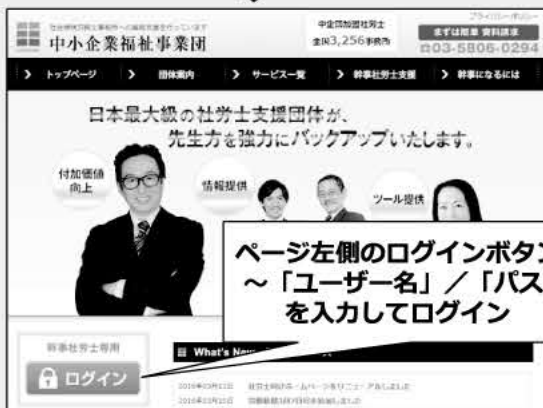 プライバシーポリシー
中小企業福祉事業団
中企団加盟社労士
全国3,256事務所
まずは簡単 資料請求
03-5806-0294
トップページ
団体案内
サービス一覧
幹事社労士支援
幹事になるには
日本最大級の社労士支援団体が、
先生方を強力にバックアップいたします。
付加価値
向上
情報提供
ツール提供
ページ左側のログインボタン
~「ユーザー名」/「パス
を入力してログイン
幹事社労士専用
ログイン
What's New